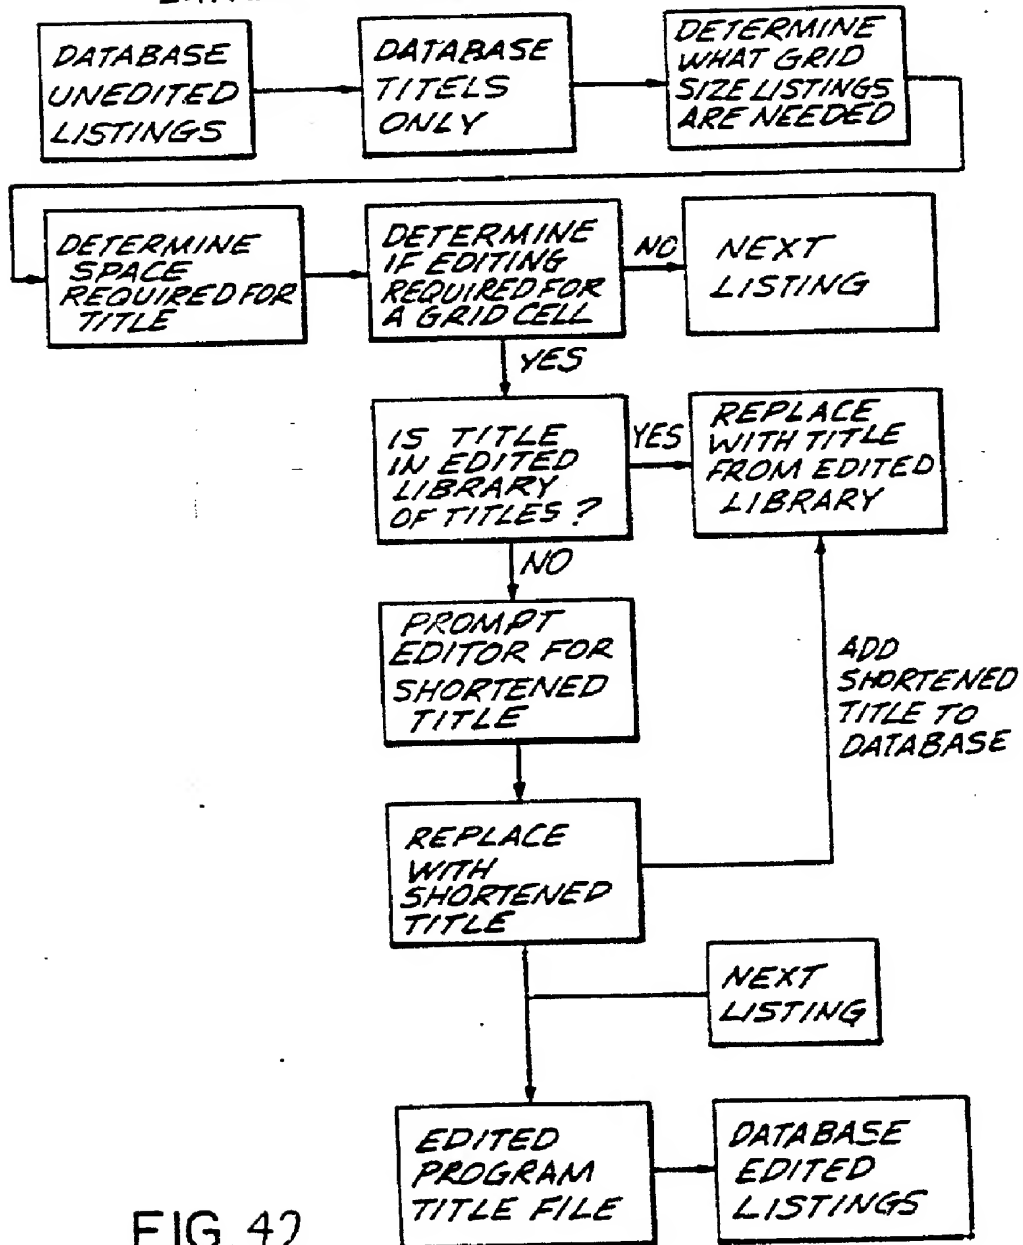 DATABASE
UNEDITED
LISTINGS
DATABASE
TITELS
ONLY
DETERMINE
WHAT GRID
SIZE LISTINGS
ARE NEEDED
DETERMINE
SPACE
REQUIRED FOR
TITLE
DETERMINE
IF EDITING
REQUIRED FOR
A GRID CELL
NO
NEXT
LISTING
YES
IS TITLE
IN EDITED
LIBRARY
OF TITLES?
YES
REPLACE
WITH TITLE
FROM EDITED
LIBRARY
NO
PROMPT
EDITOR FOR
SHORTENED
TITLE
ADD
SHORTENED
TITLE TO
DATABASE
REPLACE
WITH
SHORTENED
TITLE
NEXT
LISTING
EDITED
PROGRAM
TITLE FILE
DATABASE
EDITED
LISTINGS
FIG. 42